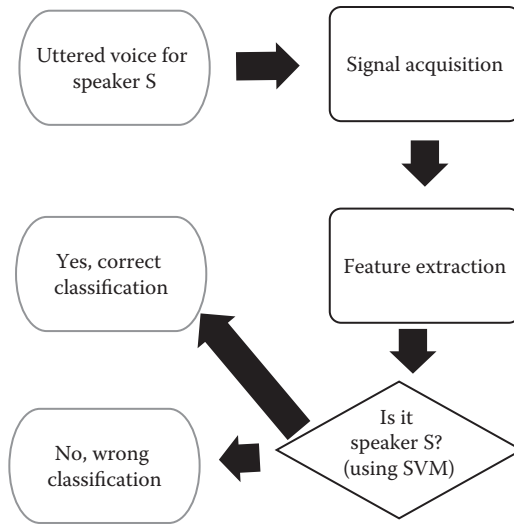 Uttered voice for
speaker S
Signal acquisition
Feature extraction
Is it
speaker S?
(using SVM)
Yes, correct
classification
No, wrong
classification